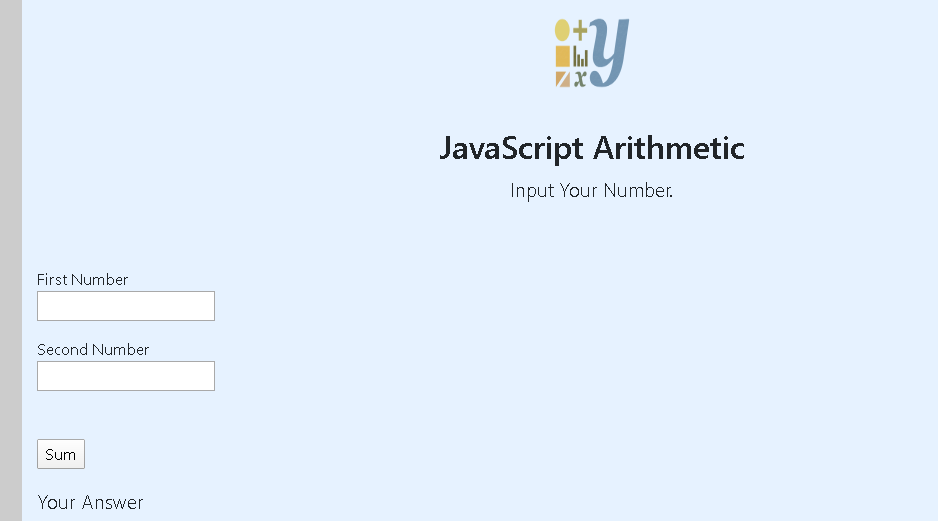 JavaScript Arithmetic
Input Your Number.
First Number
Second Number
Sum
Your Answer